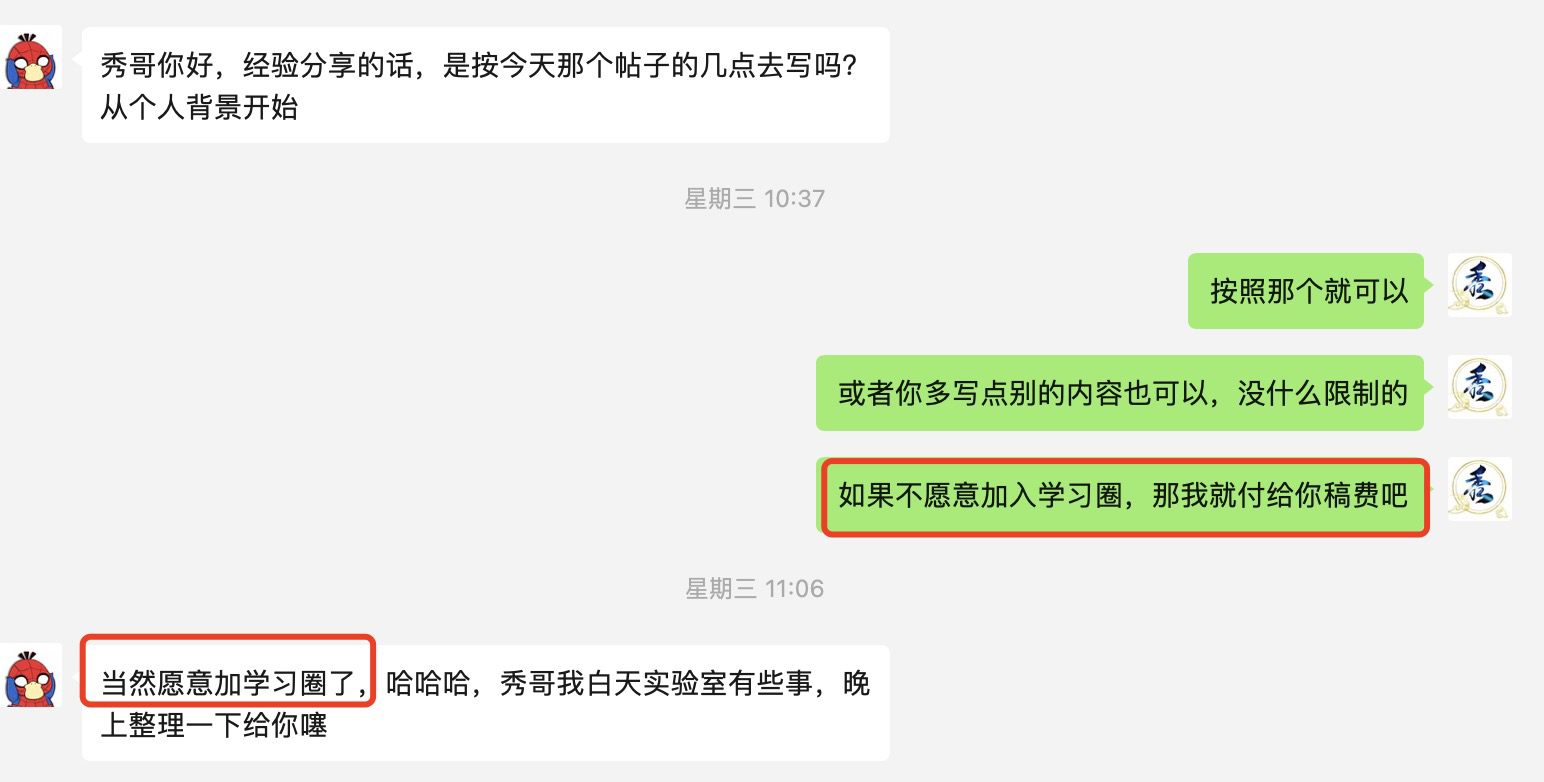 秀哥你好，经验分享的话，是按今天那个帖子的几点去写吗?
从个人背景开始
星期三 10:37
按照那个就可以
秀
或者你多写点别的内容也可以，没什么限制的
秀
如果不愿意加入学习圈，那我就付给你稿费吧
秀
星期三 11:06
当然愿意加学习圈了，哈哈哈，秀哥我白天实验室有些事，晚
上整理一下给你噻